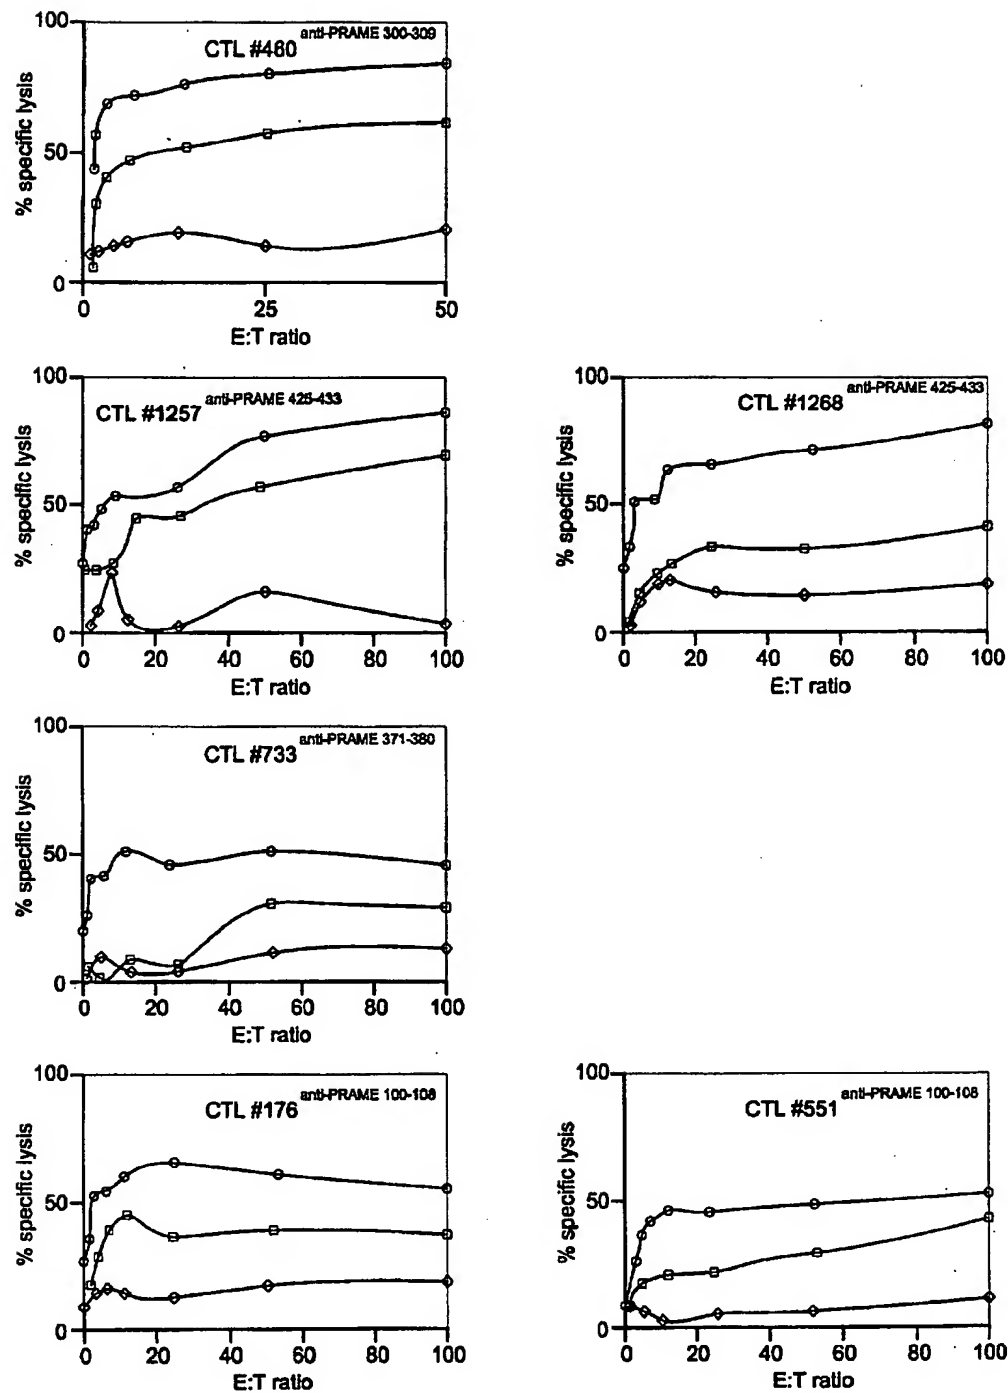 100
CTL #480 anti-PRAME 300-309
% specific lysis
50
0
0 25 50
E:T ratio
100
CTL #1257 anti-PRAME 425-433
% specific lysis
50
0
0 20 40 60 80 100
E:T ratio
100
CTL #1268 anti-PRAME 425-433
% specific lysis
50
0
0 20 40 60 80 100
E:T ratio
100
CTL #733 anti-PRAME 371-380
% specific lysis
50
0
0 20 40 60 80 100
E:T ratio
100
CTL #176 anti-PRAME 100-108
% specific lysis
50
0
0 20 40 60 80 100
E:T ratio
100
CTL #551 anti-PRAME 100-108
% specific lysis
50
0
0 20 40 60 80 100
E:T ratio